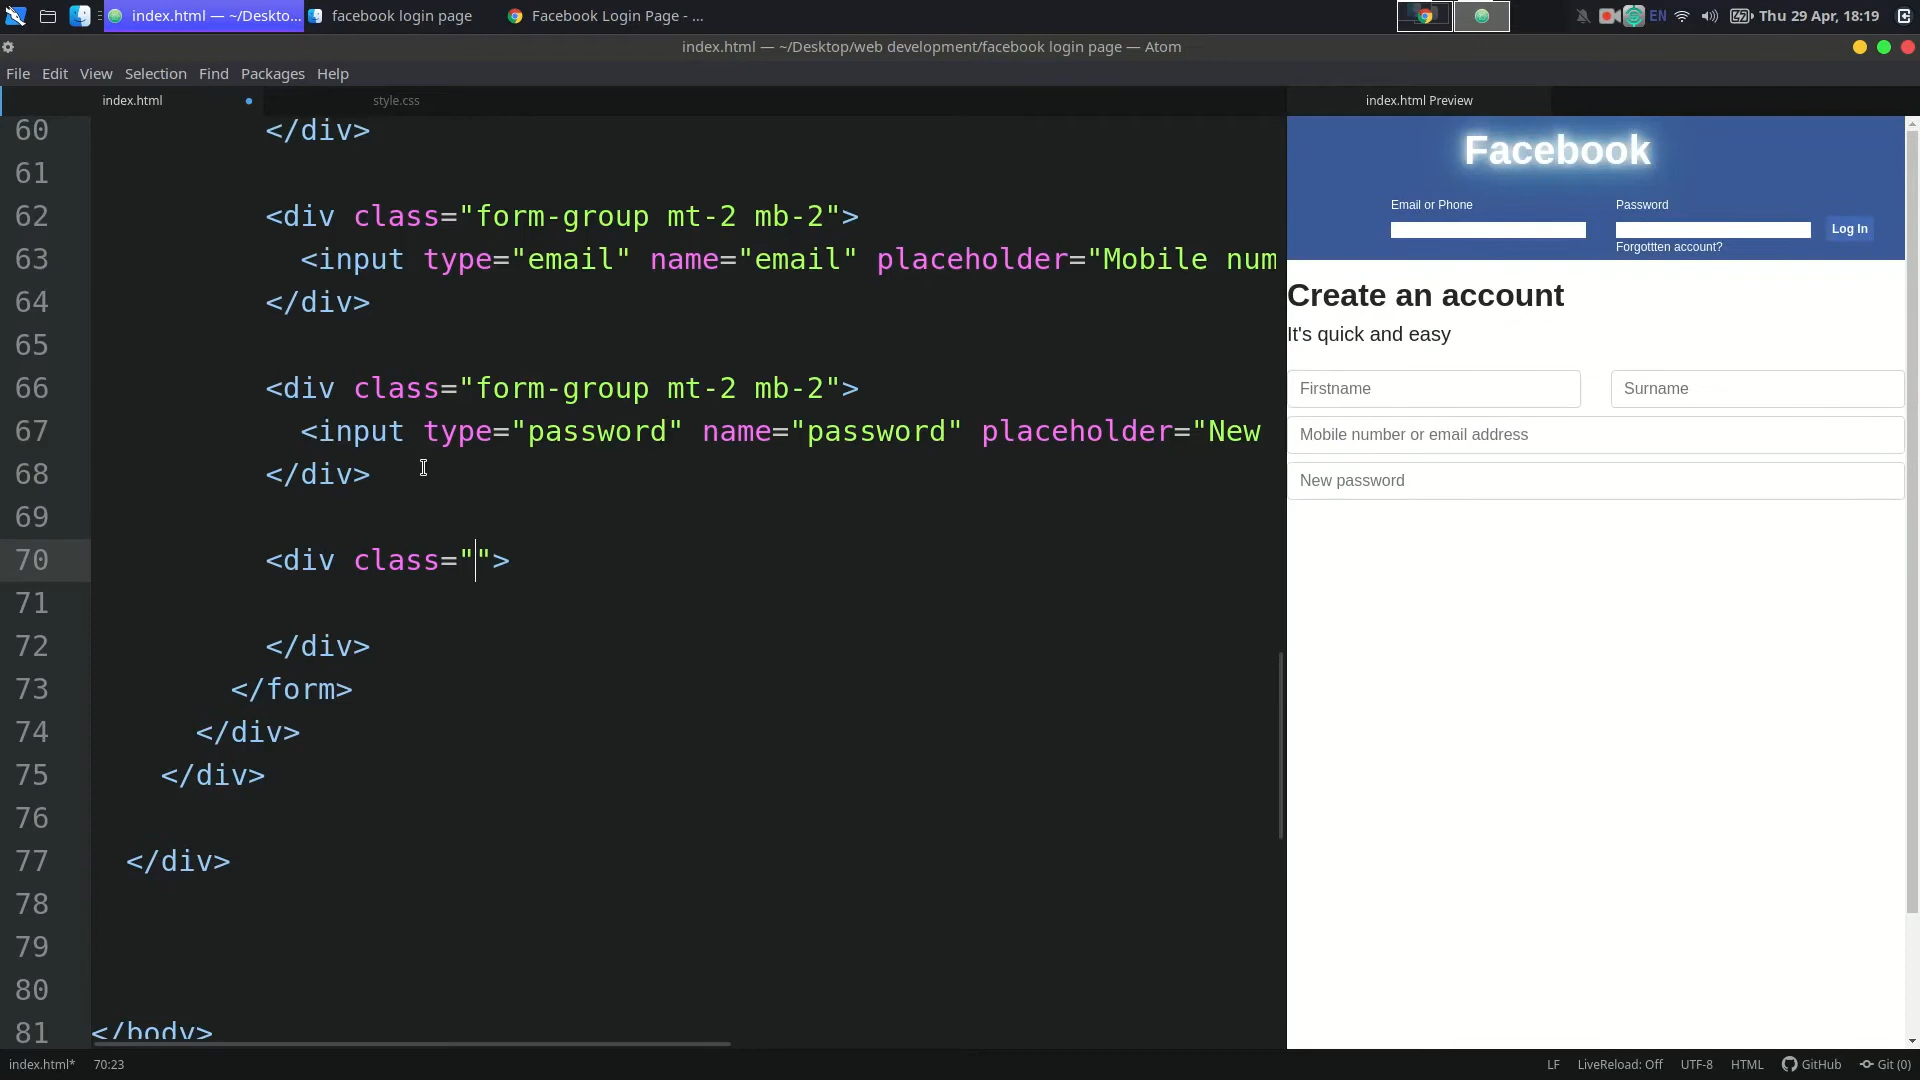 index.html — ~/Deskto...
facebook login page
Facebook Login Page - ...
EN
Thu 29 Apr, 18:19
index.html — ~/Desktop/web development/facebook login page — Atom
File Edit View Selection Find Packages Help
index.html
style.css
index.html Preview
60 </div>
61
62 <div class="form-group mt-2 mb-2">
63 <input type="email" name="email" placeholder="Mobile num
64 </div>
65
66 <div class="form-group mt-2 mb-2">
67 <input type="password" name="password" placeholder="New
68 </div>
69
70 <div class="">
71
72 </div>
73 </form>
74 </div>
75 </div>
76
77 </div>
78
79
80
81 </body>
Facebook
Email or Phone
Password
Log In
Forgottten account?
Create an account
It's quick and easy
Firstname
Surname
Mobile number or email address
New password
index.html* 70:23
LF LiveReload: Off UTF-8 HTML GitHub Git (0)